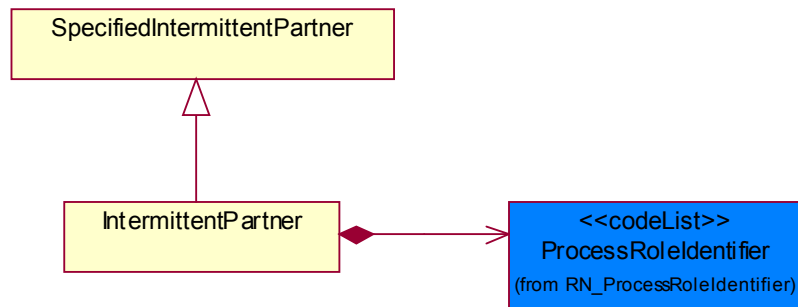 SpecifiedIntermittentPartner
IntermittentPartner
<<codeList>>
ProcessRoleIdentifier
(from RN_ProcessRoleIdentifier)